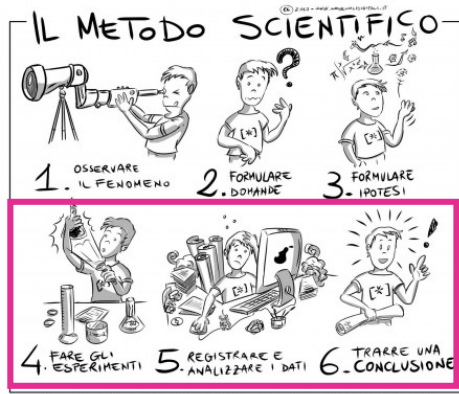 IL METODO SCIENTIFICO
[*]
[*]
1. OSSERVARE
IL FENOMENO
2. FORMULARE
DOMANDE
3. FORMULARE
IPOTESI
[*]
[*]
4. FARE GLI
ESPERIMENTI
5. REGISTRARE E
ANALIZZARE I DATI
6. TRARRE UNA
CONCLUSIONE